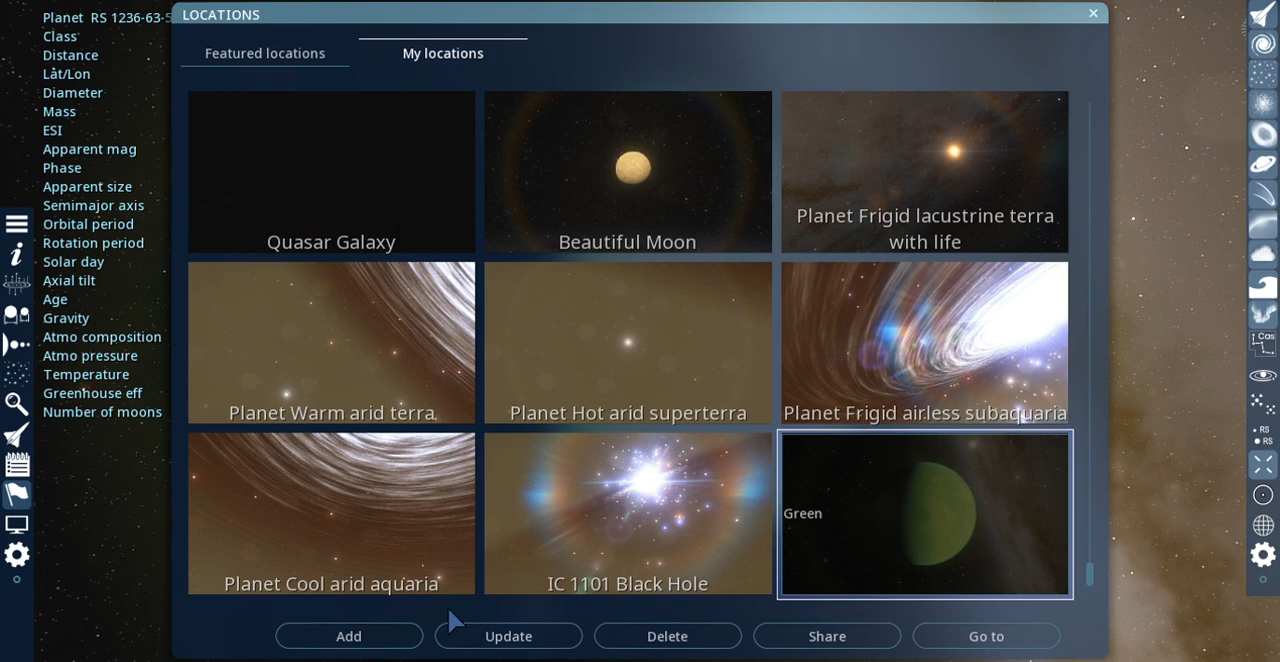 Planet RS 1236-63-5
Class
Distance
Lat/Lon
Diameter
Mass
ESI
Apparent mag
Phase
Apparent size
Semimajor axis
Orbital period
Rotation period
Solar day
Axial tilt
Age
Gravity
Atmo composition
Atmo pressure
Temperature
Greenhouse eff
Number of moons
LOCATIONS
Featured locations
My locations
Quasar Galaxy
Beautiful Moon
Planet Frigid lacustrine terra
with life
Planet Warm arid terra
Planet Hot arid superterra
Planet Frigid airless subaquaria
Planet Cool arid aquaria
IC 1101 Black Hole
Green
Add
Update
Delete
Share
Go to
Cas
RS
RS